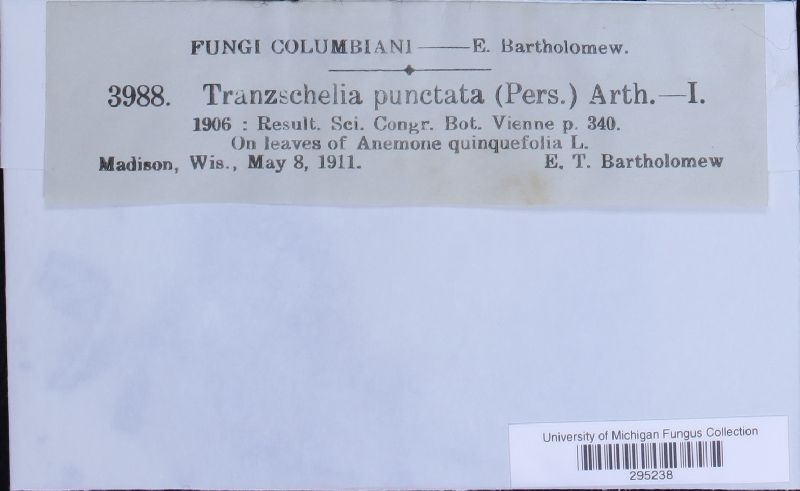 FUNGI COLUMBIANI——E. Bartholomew.
3988. Tranzschelia punctata (Pers.) Arth.—I.
1906 : Result. Sci. Congr. Bot. Vienne p. 340.
On leaves of Anemone quinquefolia L.
Madison, Wis., May 8, 1911. E. T. Bartholomew
University of Michigan Fungus Collection
295238